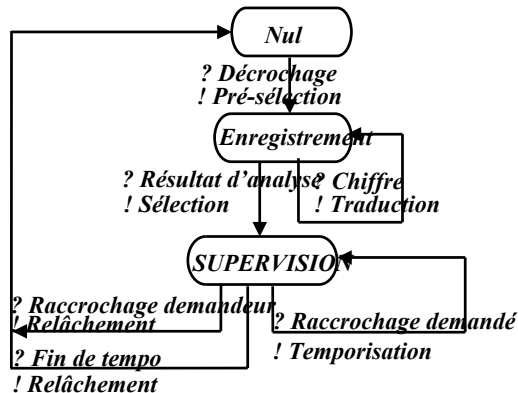 Nul
? Décrochage
! Pré-sélection
Enregistrement
? Résultat d'analyse
! Sélection
? Chiffre
! Traduction
SUPERVISION
? Raccrochage demandeur
! Relâchement
? Raccrochage demandé
! Temporisation
? Fin de tempo
! Relâchement